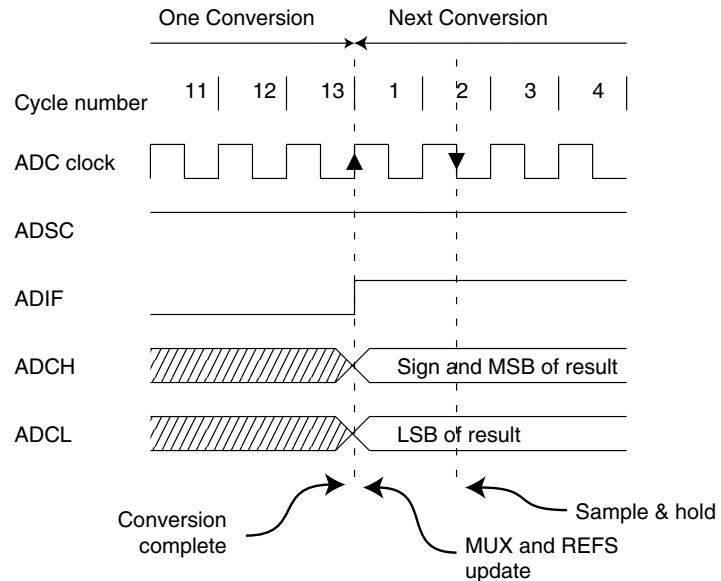 One Conversion Next Conversion
Cycle number 11 12 13 1 2 3 4
ADC clock
ADSC
ADIF
ADCH Sign and MSB of result
ADCL LSB of result
Conversion
complete
MUX and REFS
update
Sample & hold